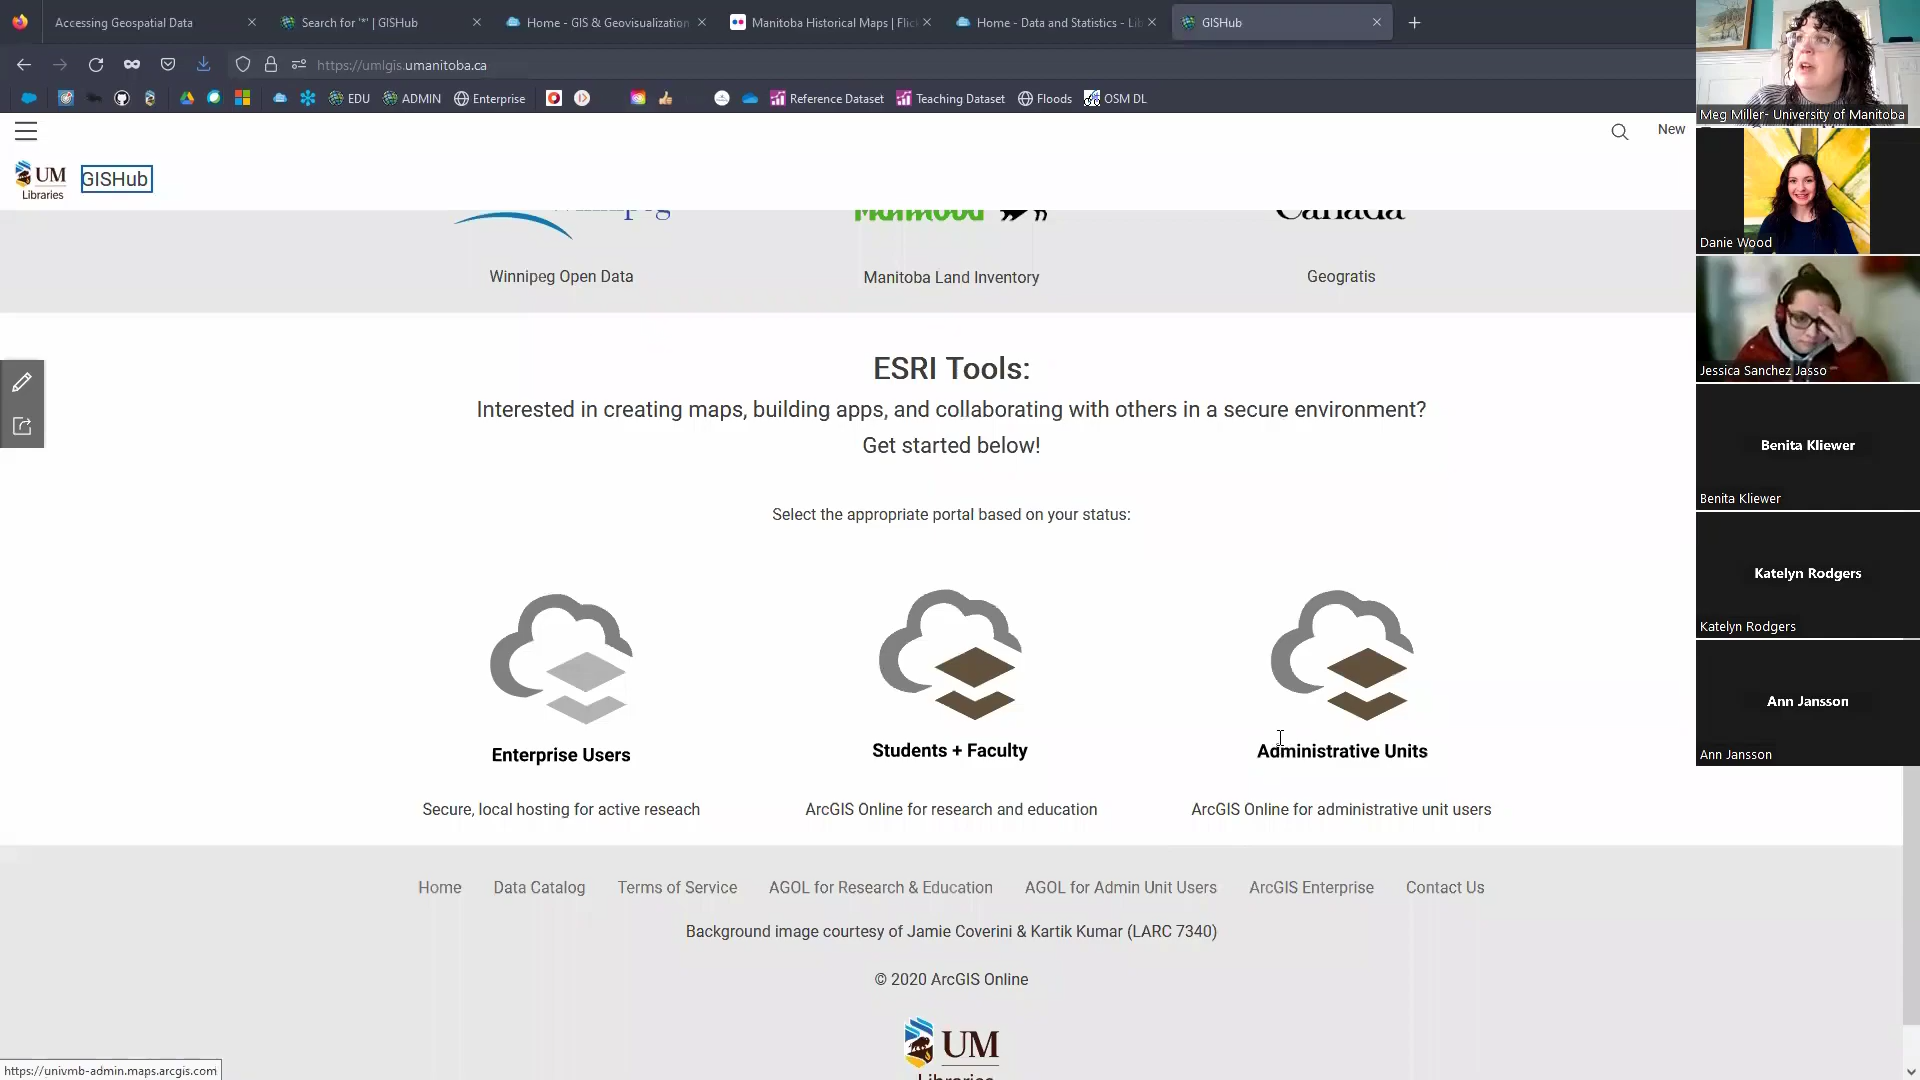 Accessing Geospatial Data
Search for '*' | GISHub
Home - GIS & Geovisualization
Manitoba Historical Maps | Flic
Home - Data and Statistics - Lib
GISHub
https://umlgis.umanitoba.ca
EDU
ADMIN
Enterprise
Reference Dataset
Teaching Dataset
Floods
OSM DL
New
UM
Libraries
GISHub
Canada
Winnipeg Open Data
Manitoba Land Inventory
Geogratis
ESRI Tools:
Interested in creating maps, building apps, and collaborating with others in a secure environment?
Get started below!
Select the appropriate portal based on your status:
Enterprise Users
Students + Faculty
Administrative Units
Secure, local hosting for active reseach
ArcGIS Online for research and education
ArcGIS Online for administrative unit users
Home
Data Catalog
Terms of Service
AGOL for Research & Education
AGOL for Admin Unit Users
ArcGIS Enterprise
Contact Us
Background image courtesy of Jamie Coverini & Kartik Kumar (LARC 7340)
© 2020 ArcGIS Online
UM
Libraries
https://univmb-admin.maps.arcgis.com
Meg Miller- University of Manitoba
Danie Wood
Jessica Sanchez Jasso
Benita Kliewer
Benita Kliewer
Katelyn Rodgers
Katelyn Rodgers
Ann Jansson
Ann Jansson